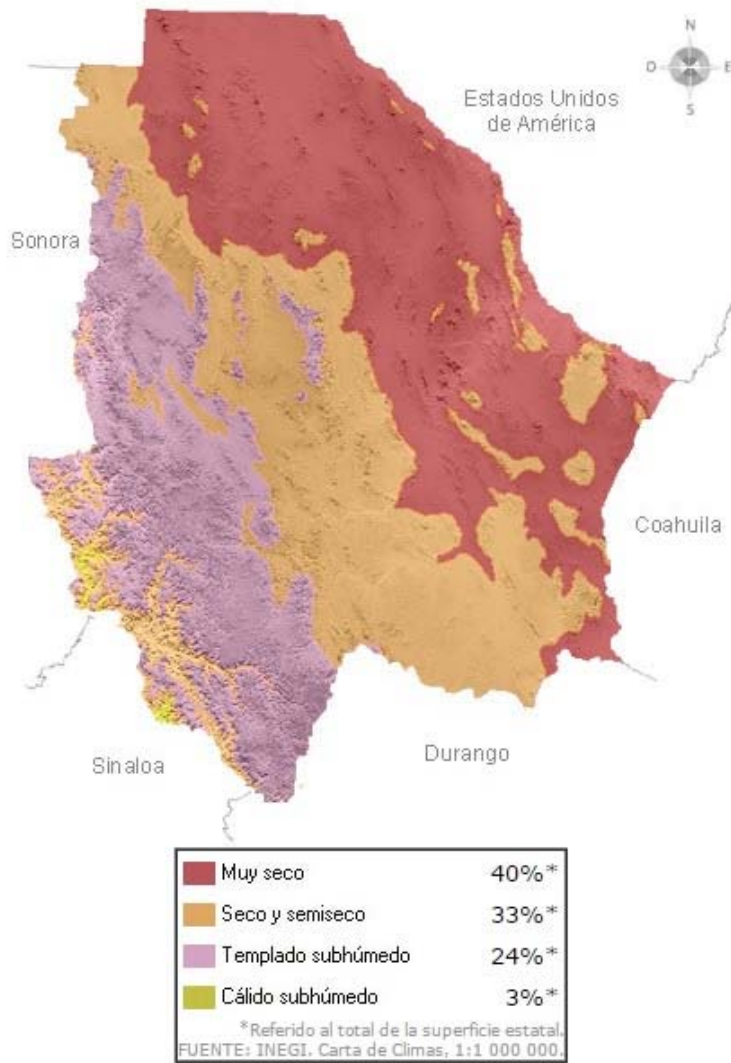 N
O E
S
Estados Unidos
de América
Sonora
Coahuila
Durango
Sinaloa
Muy seco 40%*
Seco y semiseco 33%*
Templado subhúmedo 24%*
Cálido subhúmedo 3%*
*Referido al total de la superficie estatal.
FUENTE: INEGI. Carta de Climas, 1:1 000 000.